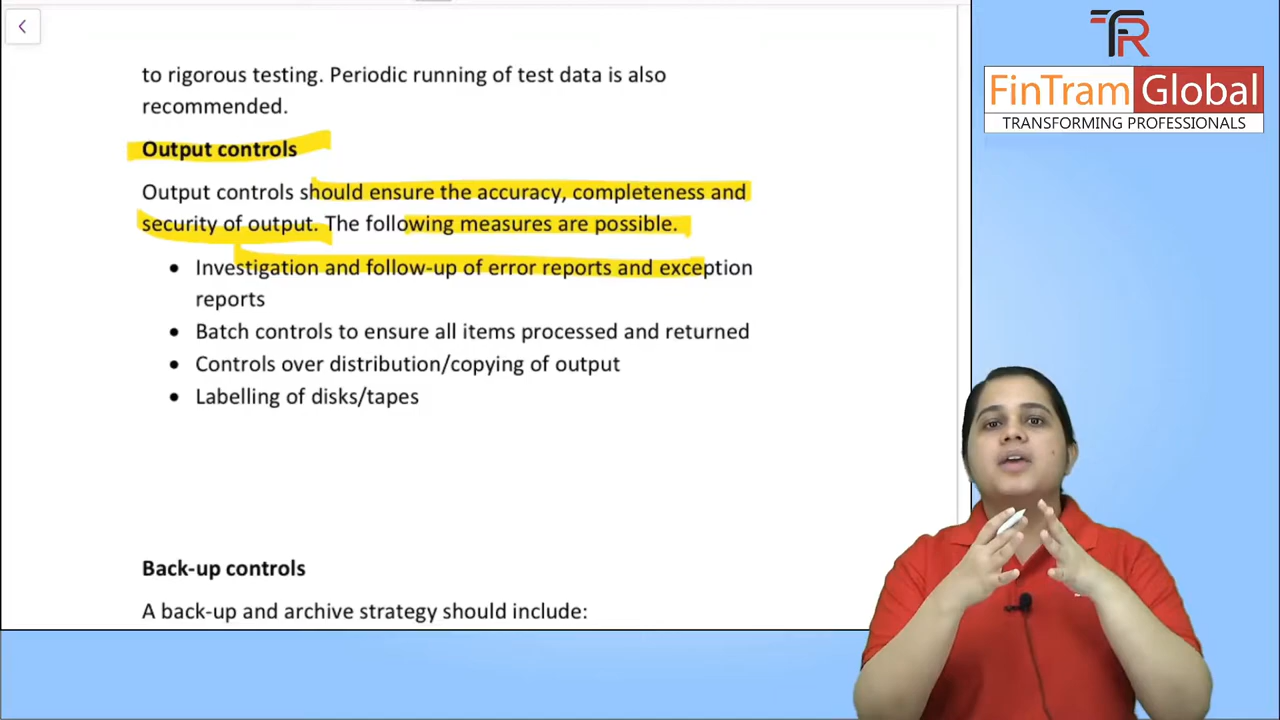 to rigorous testing. Periodic running of test data is also
recommended.
Output controls
Output controls should ensure the accuracy, completeness and
security of output. The following measures are possible.
• Investigation and follow-up of error reports and exception
reports
• Batch controls to ensure all items processed and returned
• Controls over distribution/copying of output
• Labelling of disks/tapes
Back-up controls
A back-up and archive strategy should include:
FinTram Global
TRANSFORMING PROFESSIONALS